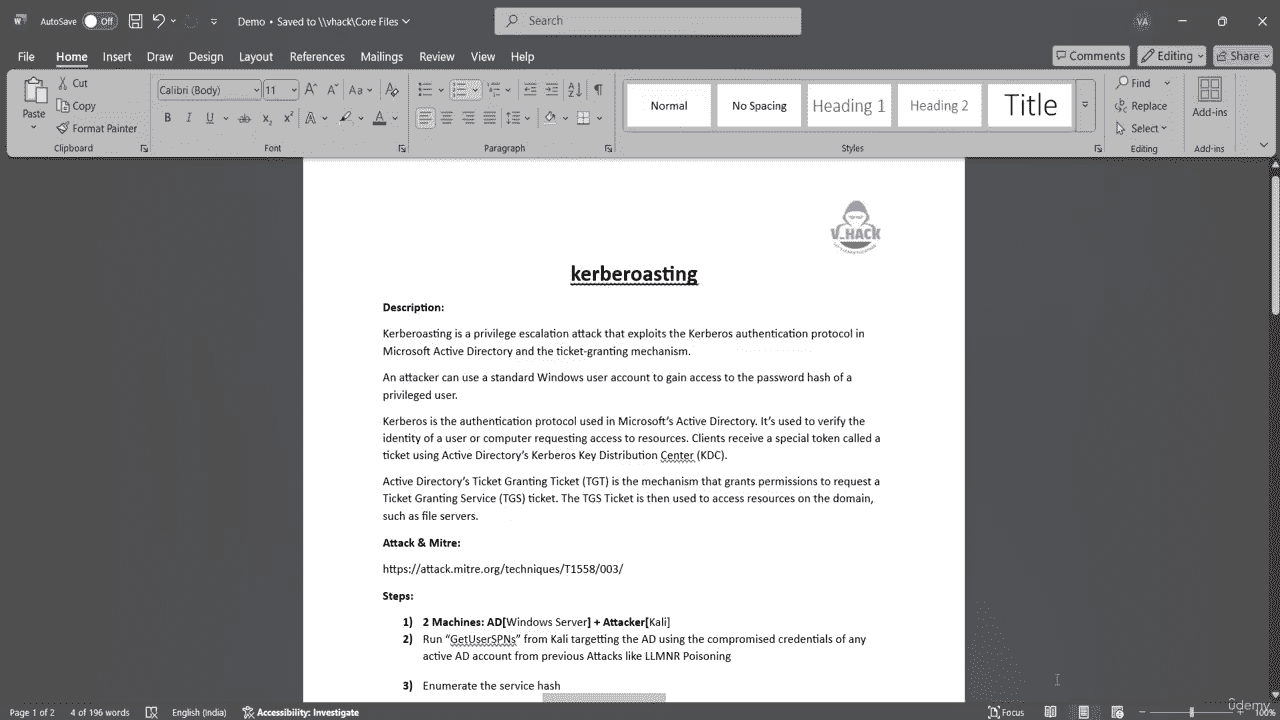 Demo • Saved to \\vhack\Core Files
Search
VA
AutoSave Off
File Home Insert Draw Design Layout References Mailings Review View Help
Comments Editing Share
Paste
Cut
Copy
Format Painter
Calibri (Body) 11
Normal
No Spacing
Heading 1
Heading 2
Title
Find
Replace
Select
Add-ins
Clipboard Font Paragraph Styles Editing Add-ins
V_HACK
kerberoasting
Description:
Kerberoasting is a privilege escalation attack that exploits the Kerberos authentication protocol in
Microsoft Active Directory and the ticket-granting mechanism.
An attacker can use a standard Windows user account to gain access to the password hash of a
privileged user.
Kerberos is the authentication protocol used in Microsoft’s Active Directory. It’s used to verify the
identity of a user or computer requesting access to resources. Clients receive a special token called a
ticket using Active Directory’s Kerberos Key Distribution Center (KDC).
Active Directory’s Ticket Granting Ticket (TGT) is the mechanism that grants permissions to request a
Ticket Granting Service (TGS) ticket. The TGS Ticket is then used to access resources on the domain,
such as file servers.
Attack & Mitre:
https://attack.mitre.org/techniques/T1558/003/
Steps:
1) 2 Machines: AD[Windows Server] + Attacker[Kali]
2) Run “GetUserSPNs” from Kali targetting the AD using the compromised credentials of any
active AD account from previous Attacks like LLMNR Poisoning
3) Enumerate the service hash
Page 1 of 2 4 of 196 words English (India) Accessibility: Investigate Focus 100%
Udemy